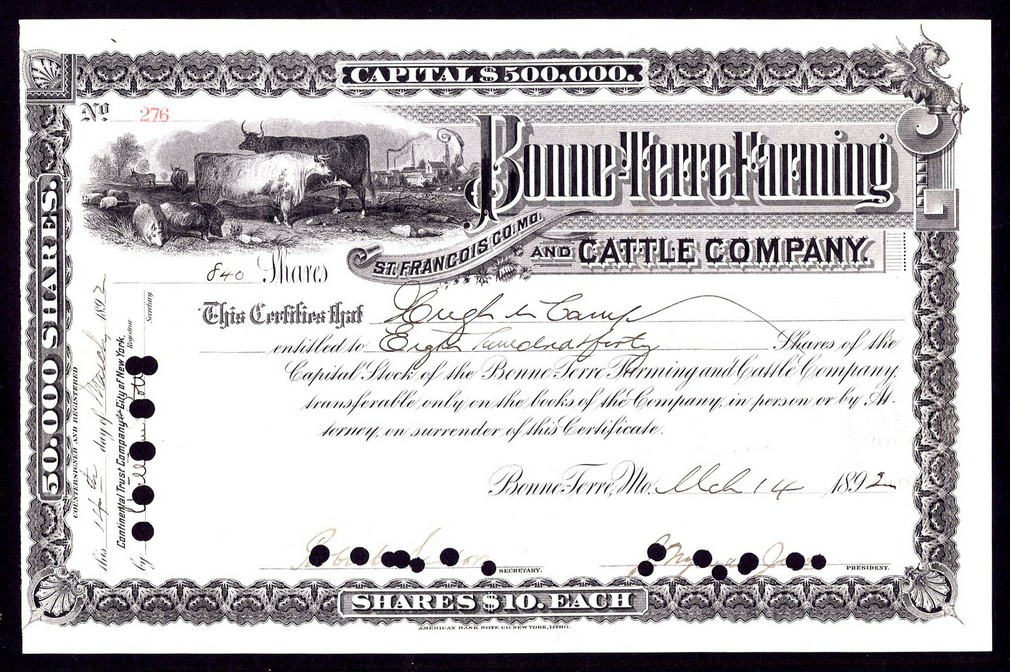 CAPITAL $500,000.
No 276
Bonne-Terre Farming
ST. FRANCOIS CO. MO.
AND CATTLE COMPANY.
840 Shares
This Certifies that Hugh N Camp
entitled to Eight hundred & forty Shares of the
Capital Stock of the Bonne Terre Farming and Cattle Company
transferable only on the books of the Company, in person or by At-
torney, on surrender of this Certificate.
Bonne-Terre, Mo. Mch 14 1892
SECRETARY.
PRESIDENT.
SHARES $10. EACH
AMERICAN BANK NOTE CO. NEW YORK, LITHO.
50,000 SHARES.
COUNTERSIGNED AND REGISTERED
this 14th day of March 1892
Continental Trust Company of the City of New York,
Registrar
by Secretary